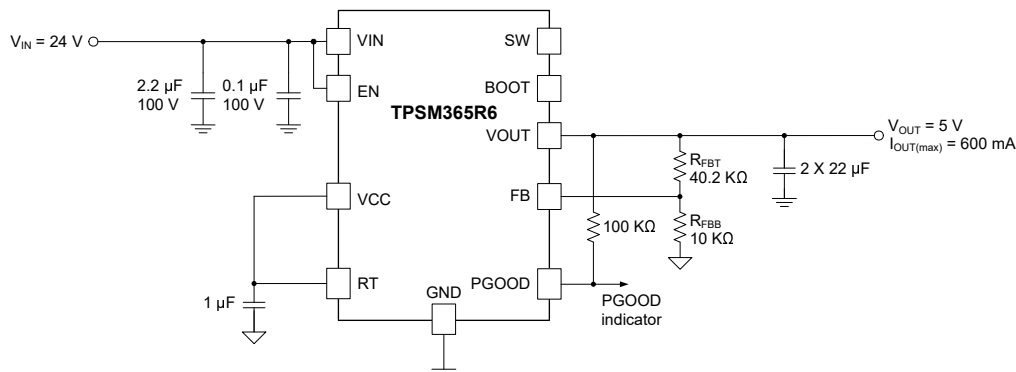 V_IN = 24 V
VIN
SW
2.2 µF
100 V
0.1 µF
100 V
EN
BOOT
TPSM365R6
VOUT
V_OUT = 5 V
I_OUT(max) = 600 mA
R_FBT
40.2 KΩ
2 X 22 µF
VCC
FB
100 KΩ
R_FBB
10 KΩ
1 µF
RT
GND
PGOOD
PGOOD
indicator